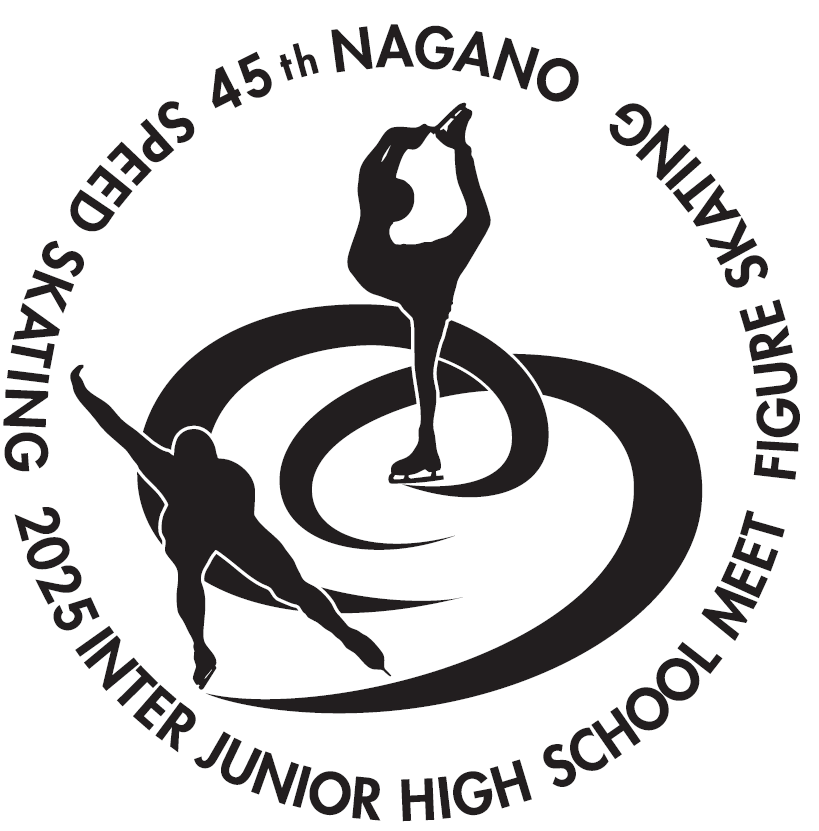 45th NAGANO
SPEED SKATING
FIGURE SKATING
2025 INTER JUNIOR HIGH SCHOOL MEET